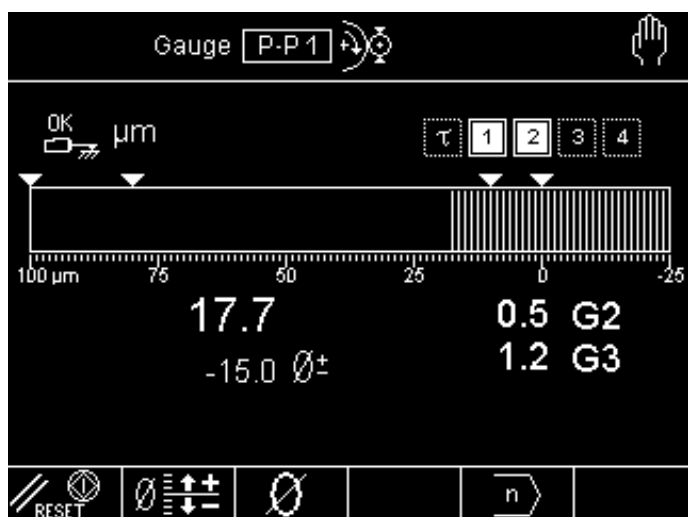 Gauge P-P 1
OK
µm
τ 1 2 3 4
100 µm 75 50 25 0 -25
17.7 0.5 G2
-15.0 Ø± 1.2 G3
RESET Ø + - Ø n